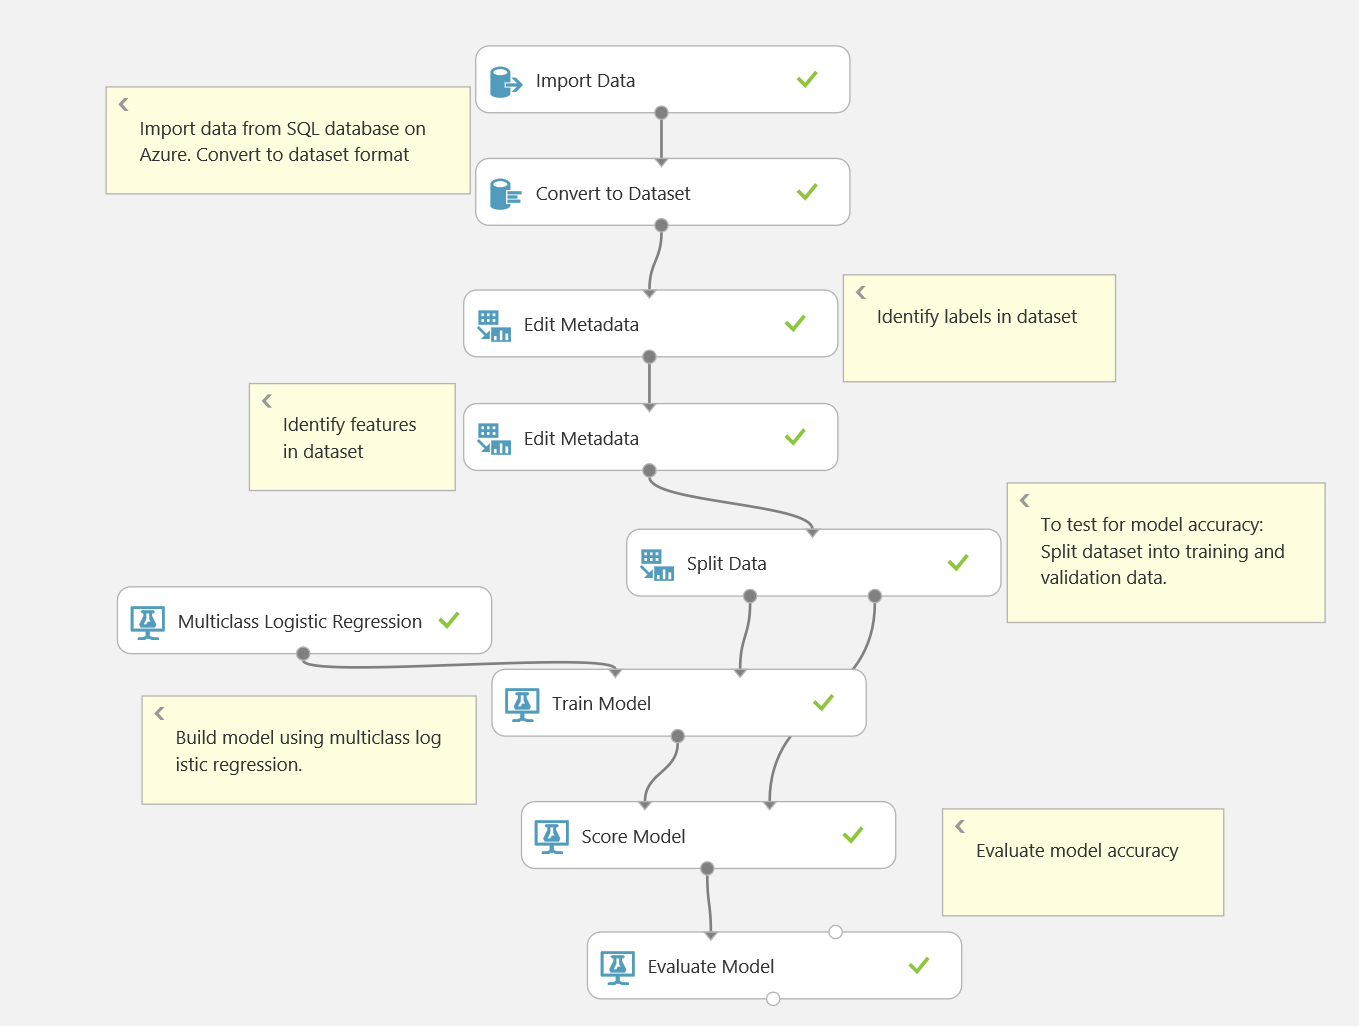 Import Data
Import data from SQL database on
Azure. Convert to dataset format
Convert to Dataset
Edit Metadata
Identify labels in dataset
Edit Metadata
Identify features
in dataset
Split Data
To test for model accuracy:
Split dataset into training and
validation data.
Multiclass Logistic Regression
Train Model
Build model using multiclass log
istic regression.
Score Model
Evaluate model accuracy
Evaluate Model